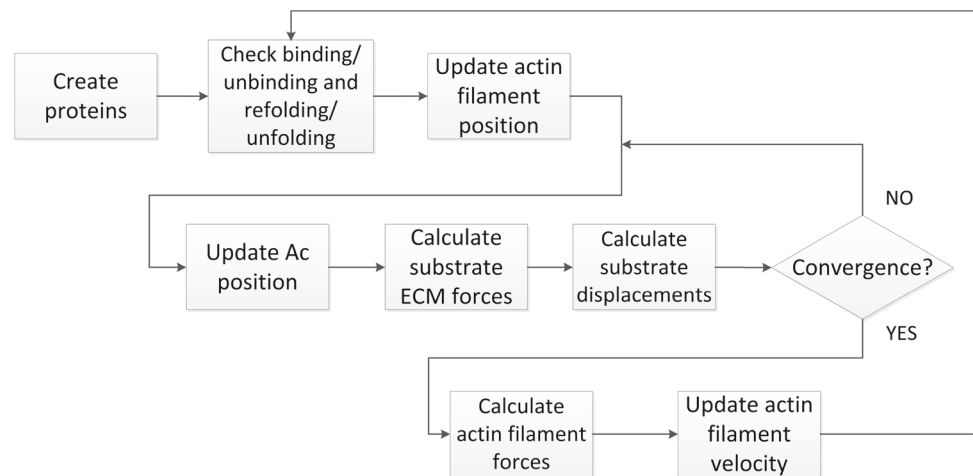 Create
proteins
Check binding/
unbinding and
refolding/
unfolding
Update actin
filament
position
NO
Update Ac
position
Calculate
substrate
ECM forces
Calculate
substrate
displacements
Convergence?
YES
Calculate
actin filament
forces
Update actin
filament
velocity